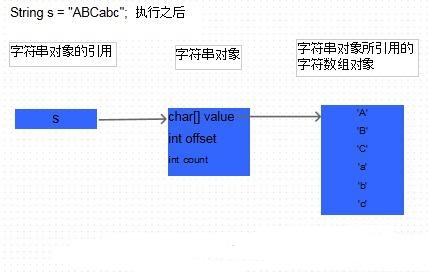 String s = "ABCabc"; 执行之后
字符串对象的引用
字符串对象
字符串对象所引用的
字符数组对象
s
char[] value
int offset
int count
'A'
'B'
'C'
'a'
'b'
'c'